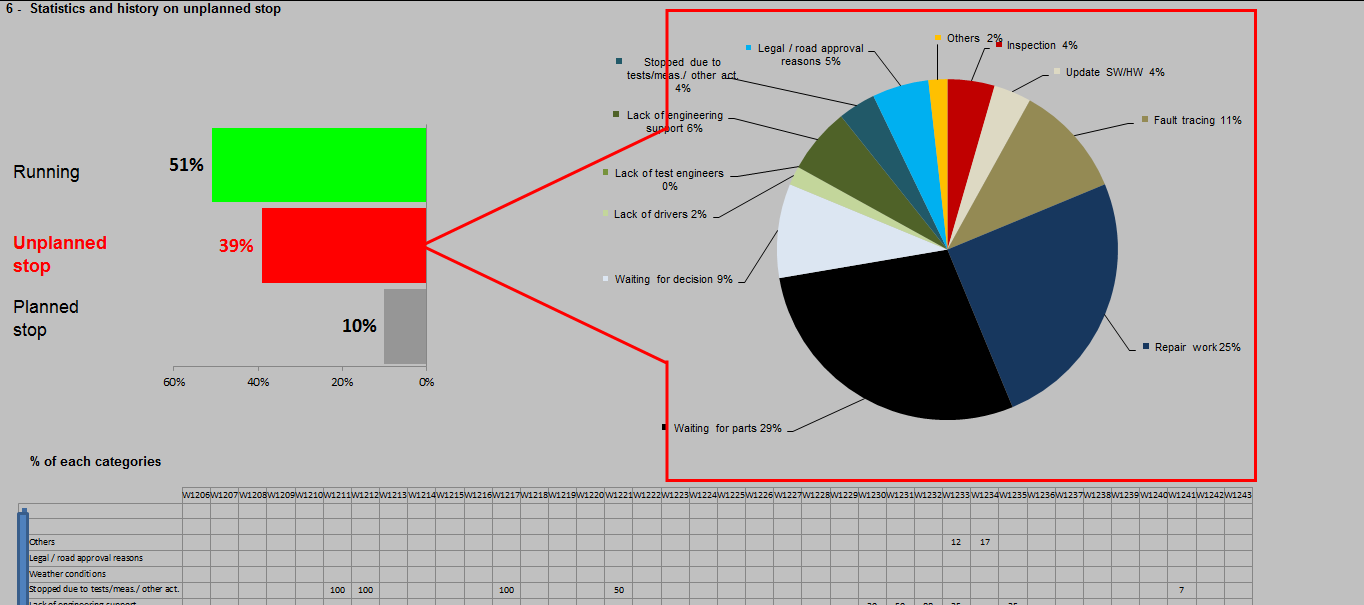 6 - Statistics and history on unplanned stop
Others 2%
Inspection 4%
Legal / road approval
reasons 5%
Stopped due to
tests/meas./ other act.
4%
Update SW/HW 4%
Lack of engineering
support 6%
Fault tracing 11%
Running
51%
Lack of test engineers
0%
Lack of drivers 2%
Unplanned
stop
39%
Waiting for decision 9%
Planned
stop
10%
Repair work 25%
60%
40%
20%
0%
Waiting for parts 29%
% of each categories
W1206 W1207 W1208 W1209 W1210 W1211 W1212 W1213 W1214 W1215 W1216 W1217 W1218 W1219 W1220 W1221 W1222 W1223 W1224 W1225 W1226 W1227 W1228 W1229 W1230 W1231 W1232 W1233 W1234 W1235 W1236 W1237 W1238 W1239 W1240 W1241 W1242 W1243
Others 12 17
Legal / road approval reasons
Weather conditions
Stopped due to tests/meas./ other act. 100 100 100 50 7
Lack of engineering support